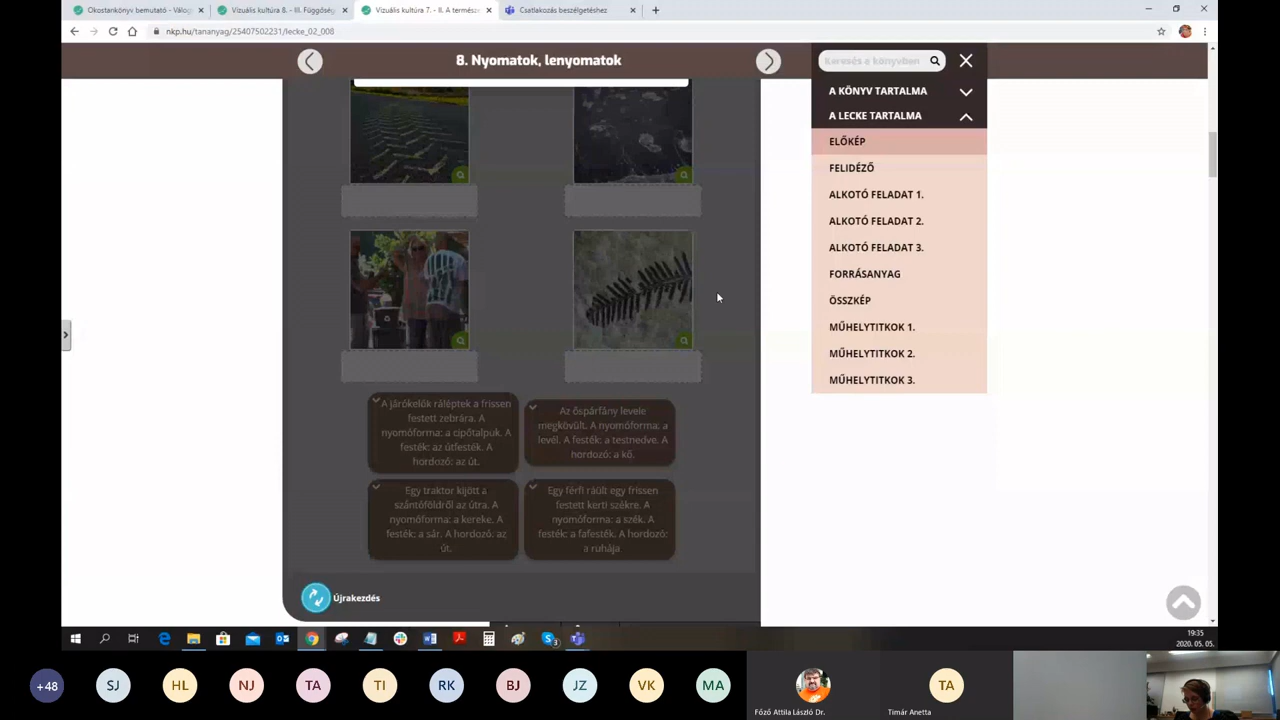 Okostankönyv bemutató - Válog
Vizuális kultúra 8. - III. Függőség
Vizuális kultúra 7. - II. A természe
Csatlakozás beszélgetéshez
nkp.hu/tananyag/25407502231/lecke_02_008
8. Nyomatok, lenyomatok
Keresés a könyvben
A KÖNYV TARTALMA
A LECKE TARTALMA
ELŐKÉP
FELIDÉZŐ
ALKOTÓ FELADAT 1.
ALKOTÓ FELADAT 2.
ALKOTÓ FELADAT 3.
FORRÁSANYAG
ÖSSZKÉP
MŰHELYTITKOK 1.
MŰHELYTITKOK 2.
MŰHELYTITKOK 3.
A járókelők ráléptek a frissen
festett zebrára. A
nyomóforma: a cipőtalpuk. A
festék: az útfesték. A
hordozó: az út.
Az őspárfány levele
megkövült. A nyomóforma: a
levél. A festék: a testnedve. A
hordozó: a kő.
Egy traktor kijött a
szántóföldről az útra. A
nyomóforma: a kereke. A
festék: a sár. A hordozó: az
út.
Egy férfi ráült egy frissen
festett kerti székre. A
nyomóforma: a szék. A
festék: a fafesték. A hordozó:
a ruhája
Újrakezdés
3
19:35
2020. 05. 05.
+48
SJ
HL
NJ
TA
TI
RK
BJ
JZ
VK
MA
TA
Főző Attila László Dr.
Timár Anetta